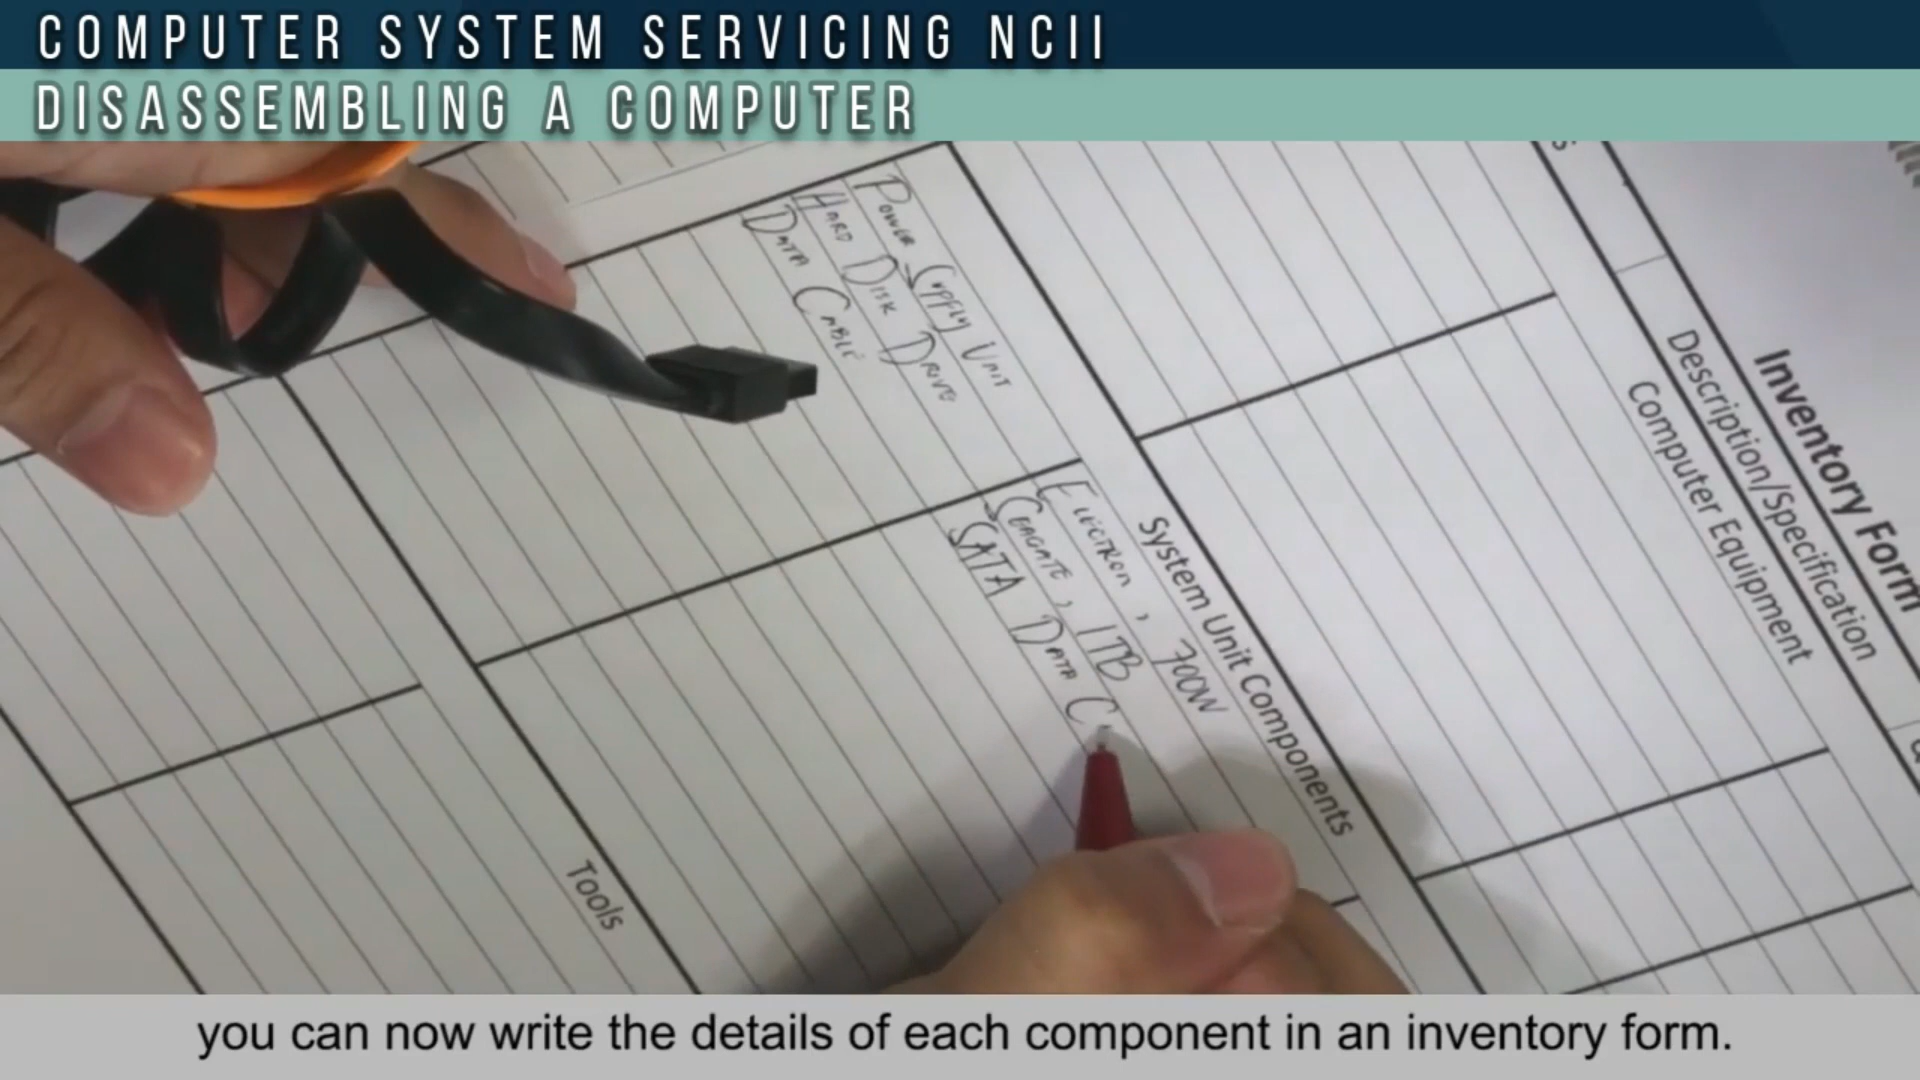 COMPUTER SYSTEM SERVICING NCII
DISASSEMBLING A COMPUTER
Inventory Form
Description/Specification
Computer Equipment
System Unit Components
POWER SUPPLY UNIT
ELECTRON, 700W
HARD DISK DRIVE
SEAGATE, 1TB
DATA CABLE
SATA DATA C
Tools
you can now write the details of each component in an inventory form.